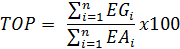 TOP = \frac{\sum_{i=1}^{n} EG_i}{\sum_{i=1}^{n} EA_i} x100